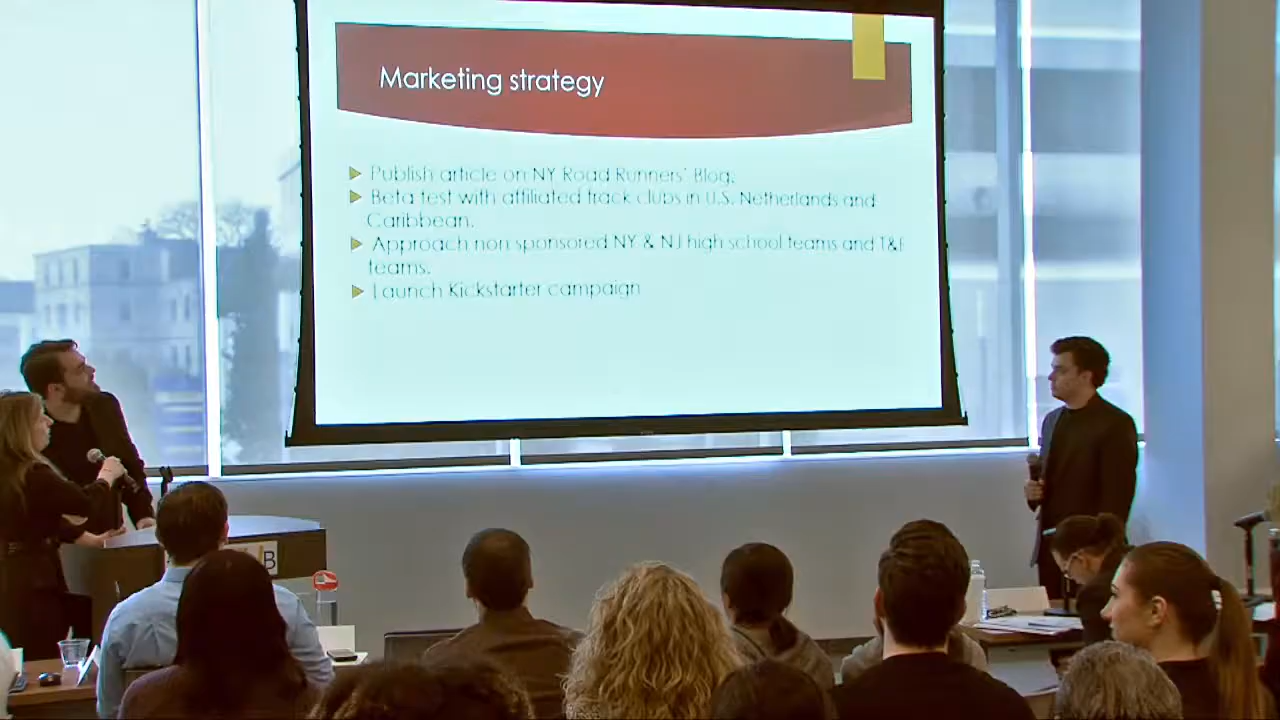 Marketing strategy
Publish article on NY Road Runners' Blog.
Beta test with affiliated track clubs in U.S. Netherlands and
Caribbean.
Approach non sponsored NY & NJ high school teams and T&F
teams.
Launch Kickstarter campaign
B